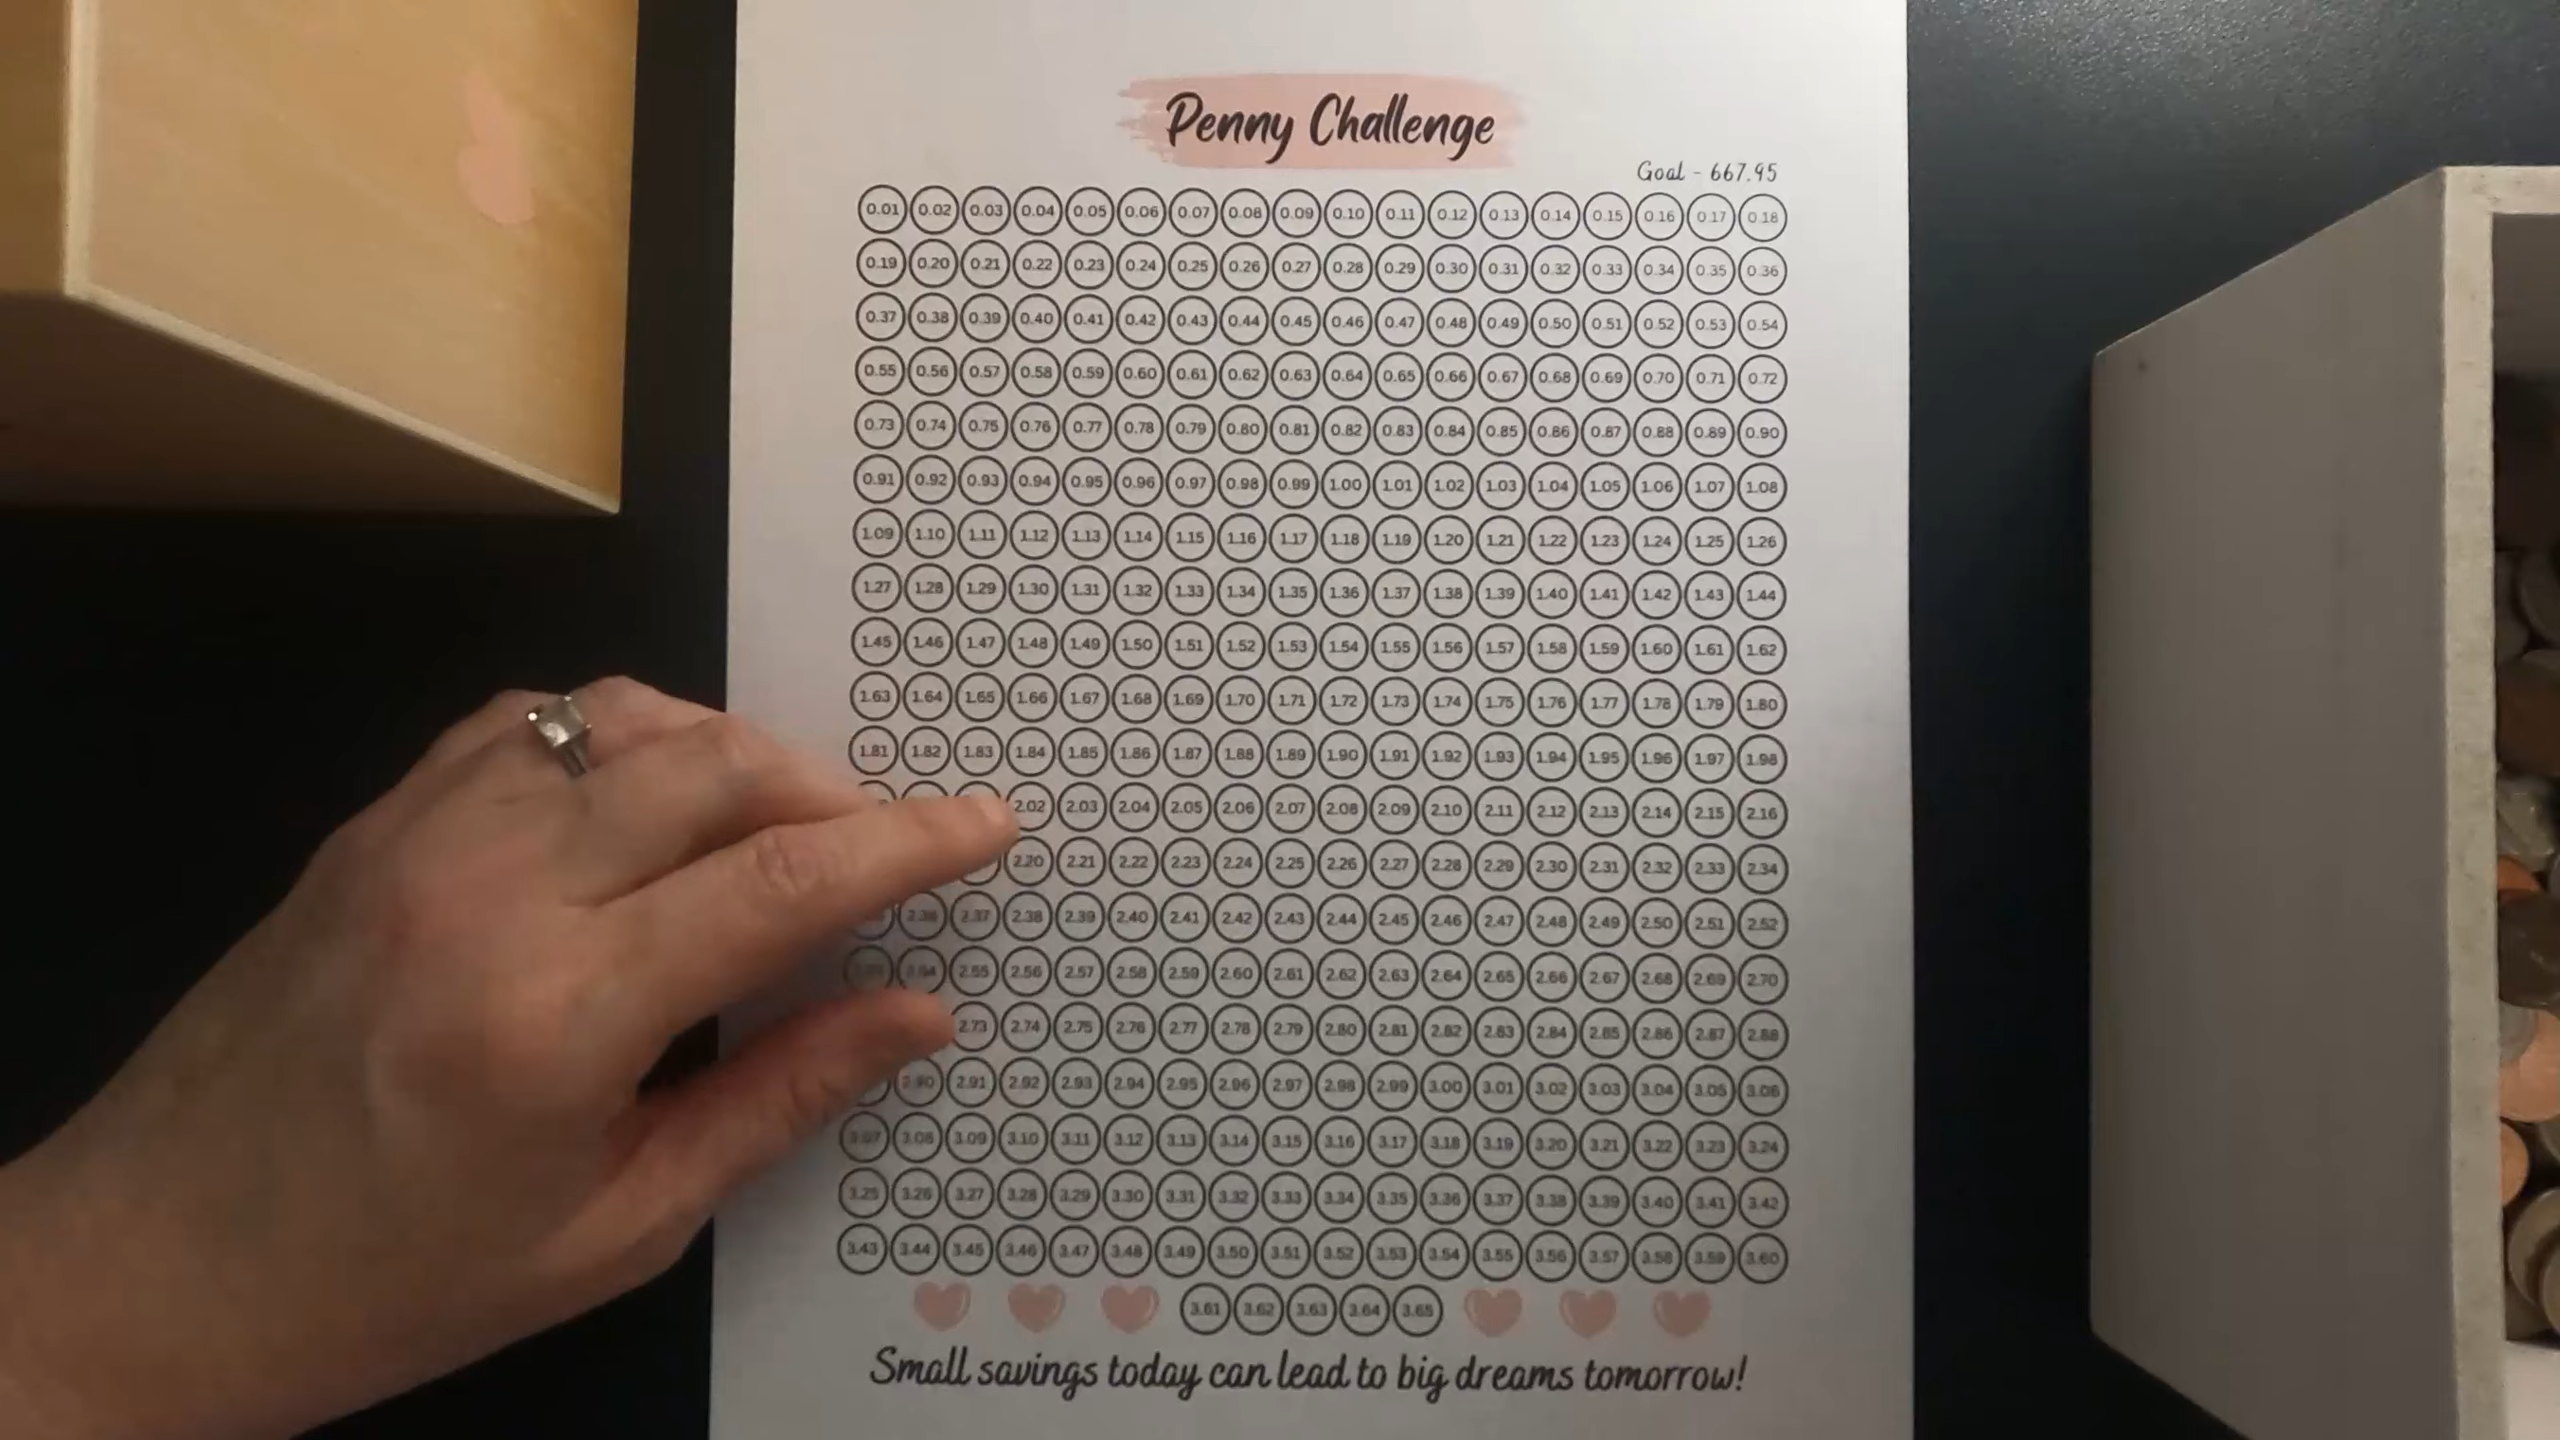 Penny Challenge
Goal - 667.95
0.01 0.02 0.03 0.04 0.05 0.06 0.07 0.08 0.09 0.10 0.11 0.12 0.13 0.14 0.15 0.16 0.17 0.18
0.19 0.20 0.21 0.22 0.23 0.24 0.25 0.26 0.27 0.28 0.29 0.30 0.31 0.32 0.33 0.34 0.35 0.36
0.37 0.38 0.39 0.40 0.41 0.42 0.43 0.44 0.45 0.46 0.47 0.48 0.49 0.50 0.51 0.52 0.53 0.54
0.55 0.56 0.57 0.58 0.59 0.60 0.61 0.62 0.63 0.64 0.65 0.66 0.67 0.68 0.69 0.70 0.71 0.72
0.73 0.74 0.75 0.76 0.77 0.78 0.79 0.80 0.81 0.82 0.83 0.84 0.85 0.86 0.87 0.88 0.89 0.90
0.91 0.92 0.93 0.94 0.95 0.96 0.97 0.98 0.99 1.00 1.01 1.02 1.03 1.04 1.05 1.06 1.07 1.08
1.09 1.10 1.11 1.12 1.13 1.14 1.15 1.16 1.17 1.18 1.19 1.20 1.21 1.22 1.23 1.24 1.25 1.26
1.27 1.28 1.29 1.30 1.31 1.32 1.33 1.34 1.35 1.36 1.37 1.38 1.39 1.40 1.41 1.42 1.43 1.44
1.45 1.46 1.47 1.48 1.49 1.50 1.51 1.52 1.53 1.54 1.55 1.56 1.57 1.58 1.59 1.60 1.61 1.62
1.63 1.64 1.65 1.66 1.67 1.68 1.69 1.70 1.71 1.72 1.73 1.74 1.75 1.76 1.77 1.78 1.79 1.80
1.81 1.82 1.83 1.84 1.85 1.86 1.87 1.88 1.89 1.90 1.91 1.92 1.93 1.94 1.95 1.96 1.97 1.98
2.02 2.03 2.04 2.05 2.06 2.07 2.08 2.09 2.10 2.11 2.12 2.13 2.14 2.15 2.16
2.20 2.21 2.22 2.23 2.24 2.25 2.26 2.27 2.28 2.29 2.30 2.31 2.32 2.33 2.34
2.36 2.37 2.38 2.39 2.40 2.41 2.42 2.43 2.44 2.45 2.46 2.47 2.48 2.49 2.50 2.51 2.52
2.54 2.55 2.56 2.57 2.58 2.59 2.60 2.61 2.62 2.63 2.64 2.65 2.66 2.67 2.68 2.69 2.70
2.73 2.74 2.75 2.76 2.77 2.78 2.79 2.80 2.81 2.82 2.83 2.84 2.85 2.86 2.87 2.88
2.90 2.91 2.92 2.93 2.94 2.95 2.96 2.97 2.98 2.99 3.00 3.01 3.02 3.03 3.04 3.05 3.06
3.07 3.08 3.09 3.10 3.11 3.12 3.13 3.14 3.15 3.16 3.17 3.18 3.19 3.20 3.21 3.22 3.23 3.24
3.25 3.26 3.27 3.28 3.29 3.30 3.31 3.32 3.33 3.34 3.35 3.36 3.37 3.38 3.39 3.40 3.41 3.42
3.43 3.44 3.45 3.46 3.47 3.48 3.49 3.50 3.51 3.52 3.53 3.54 3.55 3.56 3.57 3.58 3.59 3.60
3.61 3.62 3.63 3.64 3.65
Small savings today can lead to big dreams tomorrow!